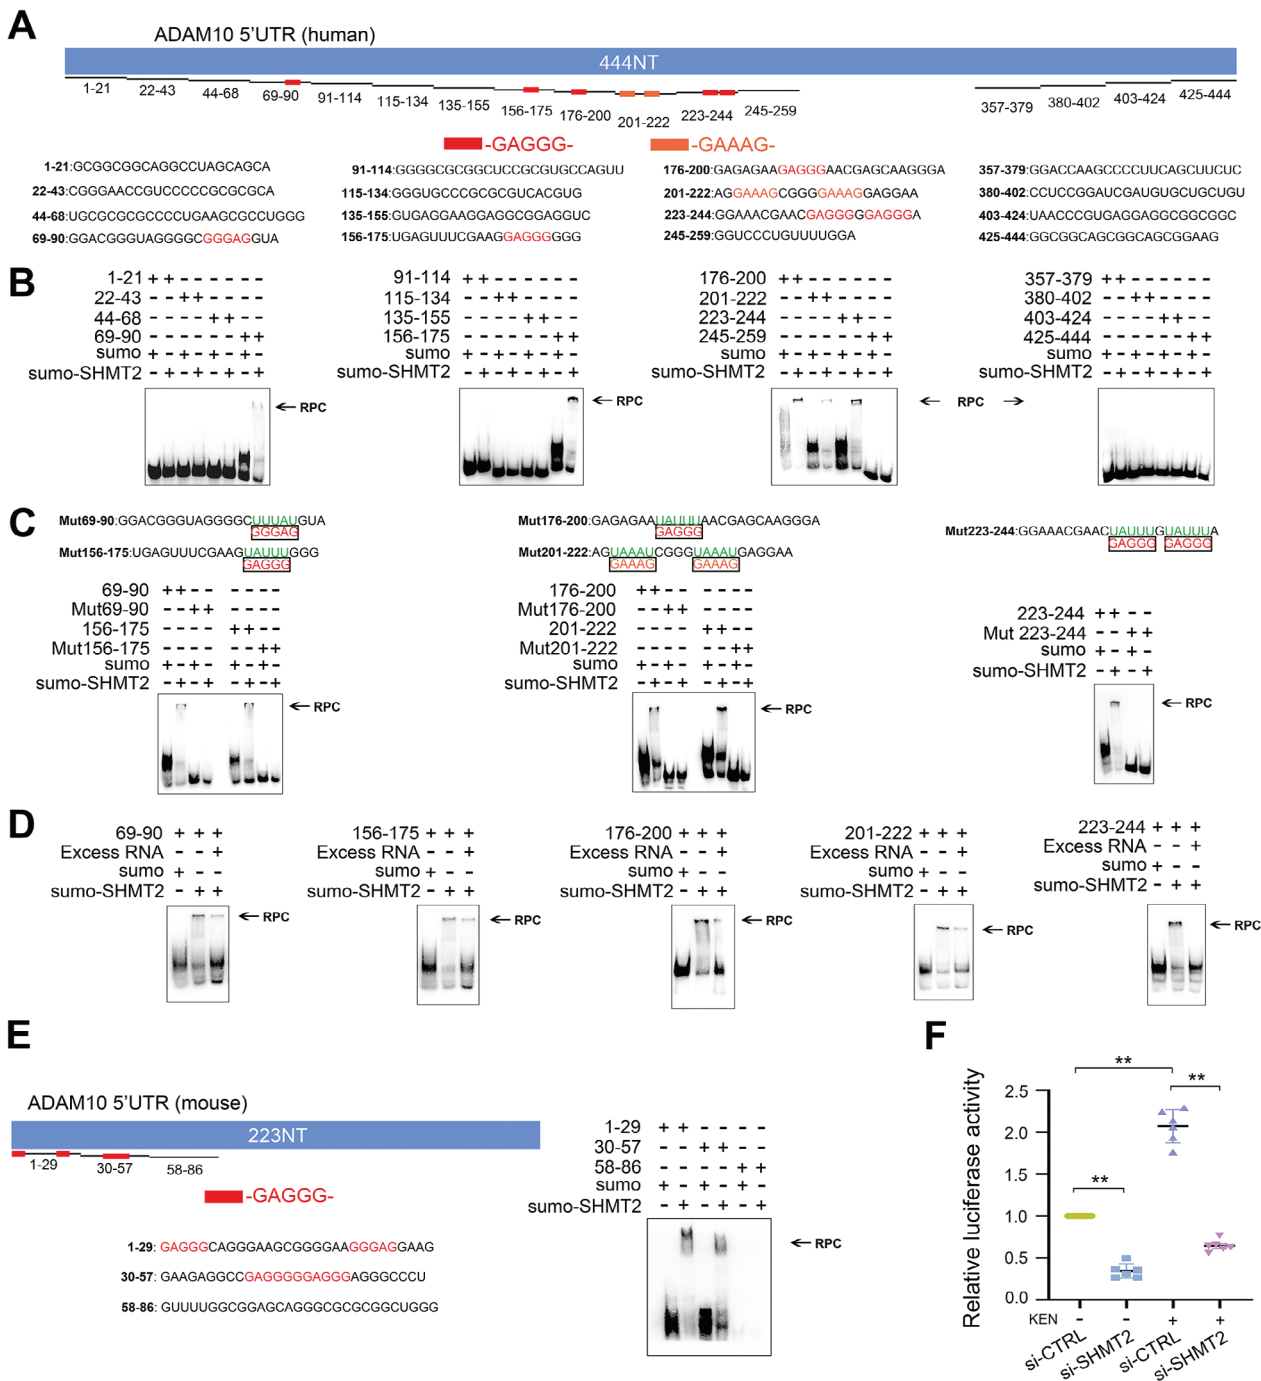 A
ADAM10 5'UTR (human)
444NT
1-21 22-43 44-68 69-90 91-114 115-134 135-155 156-175 176-200 201-222 223-244 245-259 357-379 380-402 403-424 425-444
-GAGGG- -GAAAG-
1-21:GCGGCGGCAGGCCUAGCAGCA
22-43:CGGGAACCGUCCCCCGCGCGCA
44-68:UGCGCGCGCCCCUGAAGCGCCUGGG
69-90:GGACGGGUAGGGGCGGGAGGUA
91-114:GGGGCGCGGCUCCGCGUGCCAGUU
115-134:GGGUGCCCGCGCGUCACGUG
135-155:GUGAGGAAGGAGGCGGAGGUC
156-175:UGAGUUUCGAAGGAGGGGGG
176-200:GAGAGAAGAGGGAACGAGCAAGGGA
201-222:AGGAAAGCGGGGAAAGGAGGAA
223-244:GGAAACGAACGAGGGGGAGGGA
245-259:GGUCCCUGUUUUGGA
357-379:GGACCAAGCCCCUUCAGCUUCUC
380-402:CCUCCGGAUCGAUGUGCUGCUGU
403-424:UAACCCGUGAGGAGGCGGCGGC
425-444:GGCGGCAGCGGCAGCGGAAG
B
1-21 + + - - - - - -
22-43 - - + + - - - -
44-68 - - - - + + - -
69-90 - - - - - - + +
sumo + - + - + - + -
sumo-SHMT2 - + - + - + - +
← RPC
91-114 + + - - - - - -
115-134 - - + + - - - -
135-155 - - - - + + - -
156-175 - - - - - - + +
sumo + - + - + - + -
sumo-SHMT2 - + - + - + - +
← RPC
176-200 + + - - - - - -
201-222 - - + + - - - -
223-244 - - - - + + - -
245-259 - - - - - - + +
sumo + - + - + - + -
sumo-SHMT2 - + - + - + - +
← RPC →
357-379 + + - - - - - -
380-402 - - + + - - - -
403-424 - - - - + + - -
425-444 - - - - - - + +
sumo + - + - + - + -
sumo-SHMT2 - + - + - + - +
C
Mut69-90:GGACGGGUAGGGGCUUUAUGUA
GGGAG
Mut156-175:UGAGUUUCGAAGUAUUUGGG
GAGGG
69-90 + + - - - - - -
Mut69-90 - - + + - - - -
156-175 - - - - + + - -
Mut156-175 - - - - - - + +
sumo + - + - + - + -
sumo-SHMT2 - + - + - + - +
← RPC
Mut176-200:GAGAGAAUAUUUAACGAGCAAGGGA
GAGGG
Mut201-222:AGUAAAUCGGGUAAAUGAGGAA
GAAAG GAAAG
176-200 + + - - - - - -
Mut176-200 - - + + - - - -
201-222 - - - - + + - -
Mut201-222 - - - - - - + +
sumo + - + - + - + -
sumo-SHMT2 - + - + - + - +
← RPC
Mut223-244:GGAAACGAACUAUUUGUAUUUA
GAGGG GAGGG
223-244 + + - -
Mut 223-244 - - + +
sumo + - + -
sumo-SHMT2 - + - +
← RPC
D
69-90 + + +
Excess RNA - - +
sumo + - -
sumo-SHMT2 - + +
← RPC
156-175 + + +
Excess RNA - - +
sumo + - -
sumo-SHMT2 - + +
← RPC
176-200 + + +
Excess RNA - - +
sumo + - -
sumo-SHMT2 - + +
← RPC
201-222 + + +
Excess RNA - - +
sumo + - -
sumo-SHMT2 - + +
← RPC
223-244 + + +
Excess RNA - - +
sumo + - -
sumo-SHMT2 - + +
← RPC
E
ADAM10 5'UTR (mouse)
223NT
1-29 30-57 58-86
-GAGGG-
1-29: GAGGGCAGGGAAGCGGGGAAGGGAGGAAG
30-57: GAAGAGGCCGAGGGGGAGGGAGGGCCCU
58-86: GUUUUGGCGGAGCAGGGCGCGCGGCUGGG
1-29 + + - - - -
30-57 - - + + - -
58-86 - - - - + +
sumo + - + - + -
sumo-SHMT2 - + - + - +
← RPC
F
Relative luciferase activity
2.5
2.0
1.5
1.0
0.5
0.0
** ** **
KEN - - + +
si-CTRL si-SHMT2 si-CTRL si-SHMT2